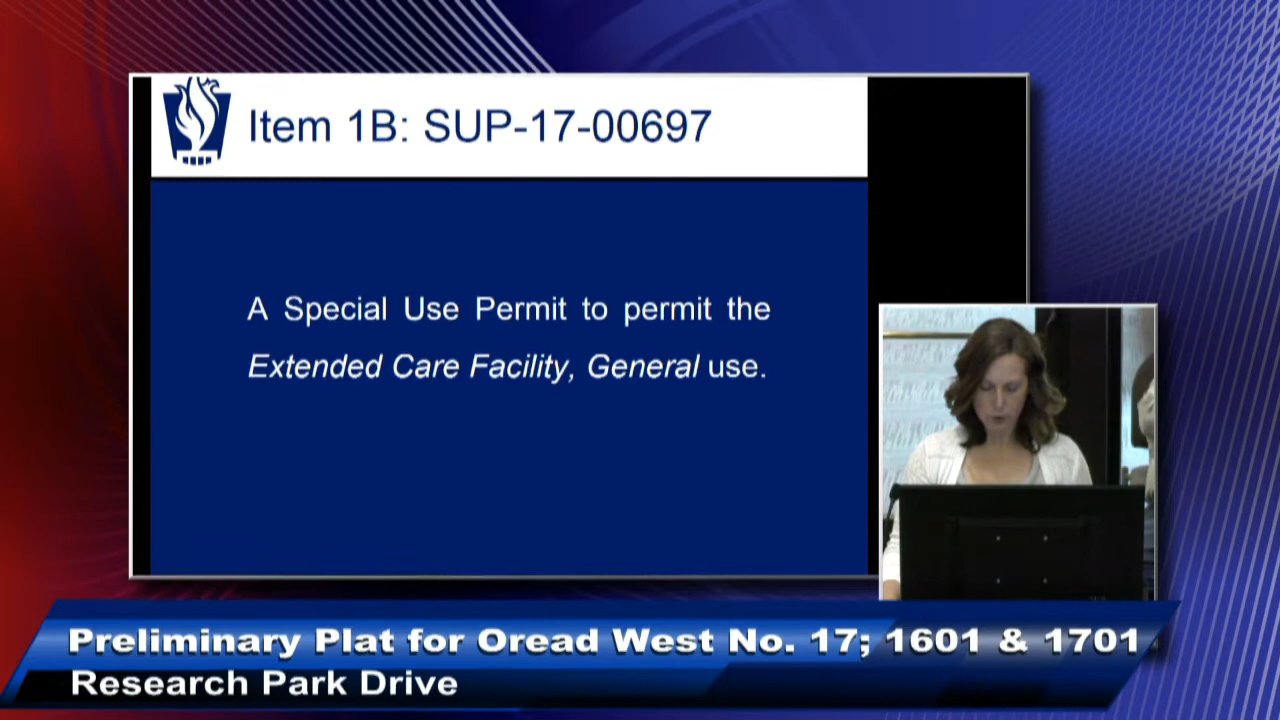 Item 1B: SUP-17-00697
A Special Use Permit to permit the
Extended Care Facility, General use.
Preliminary Plat for Oread West No. 17; 1601 & 1701
Research Park Drive